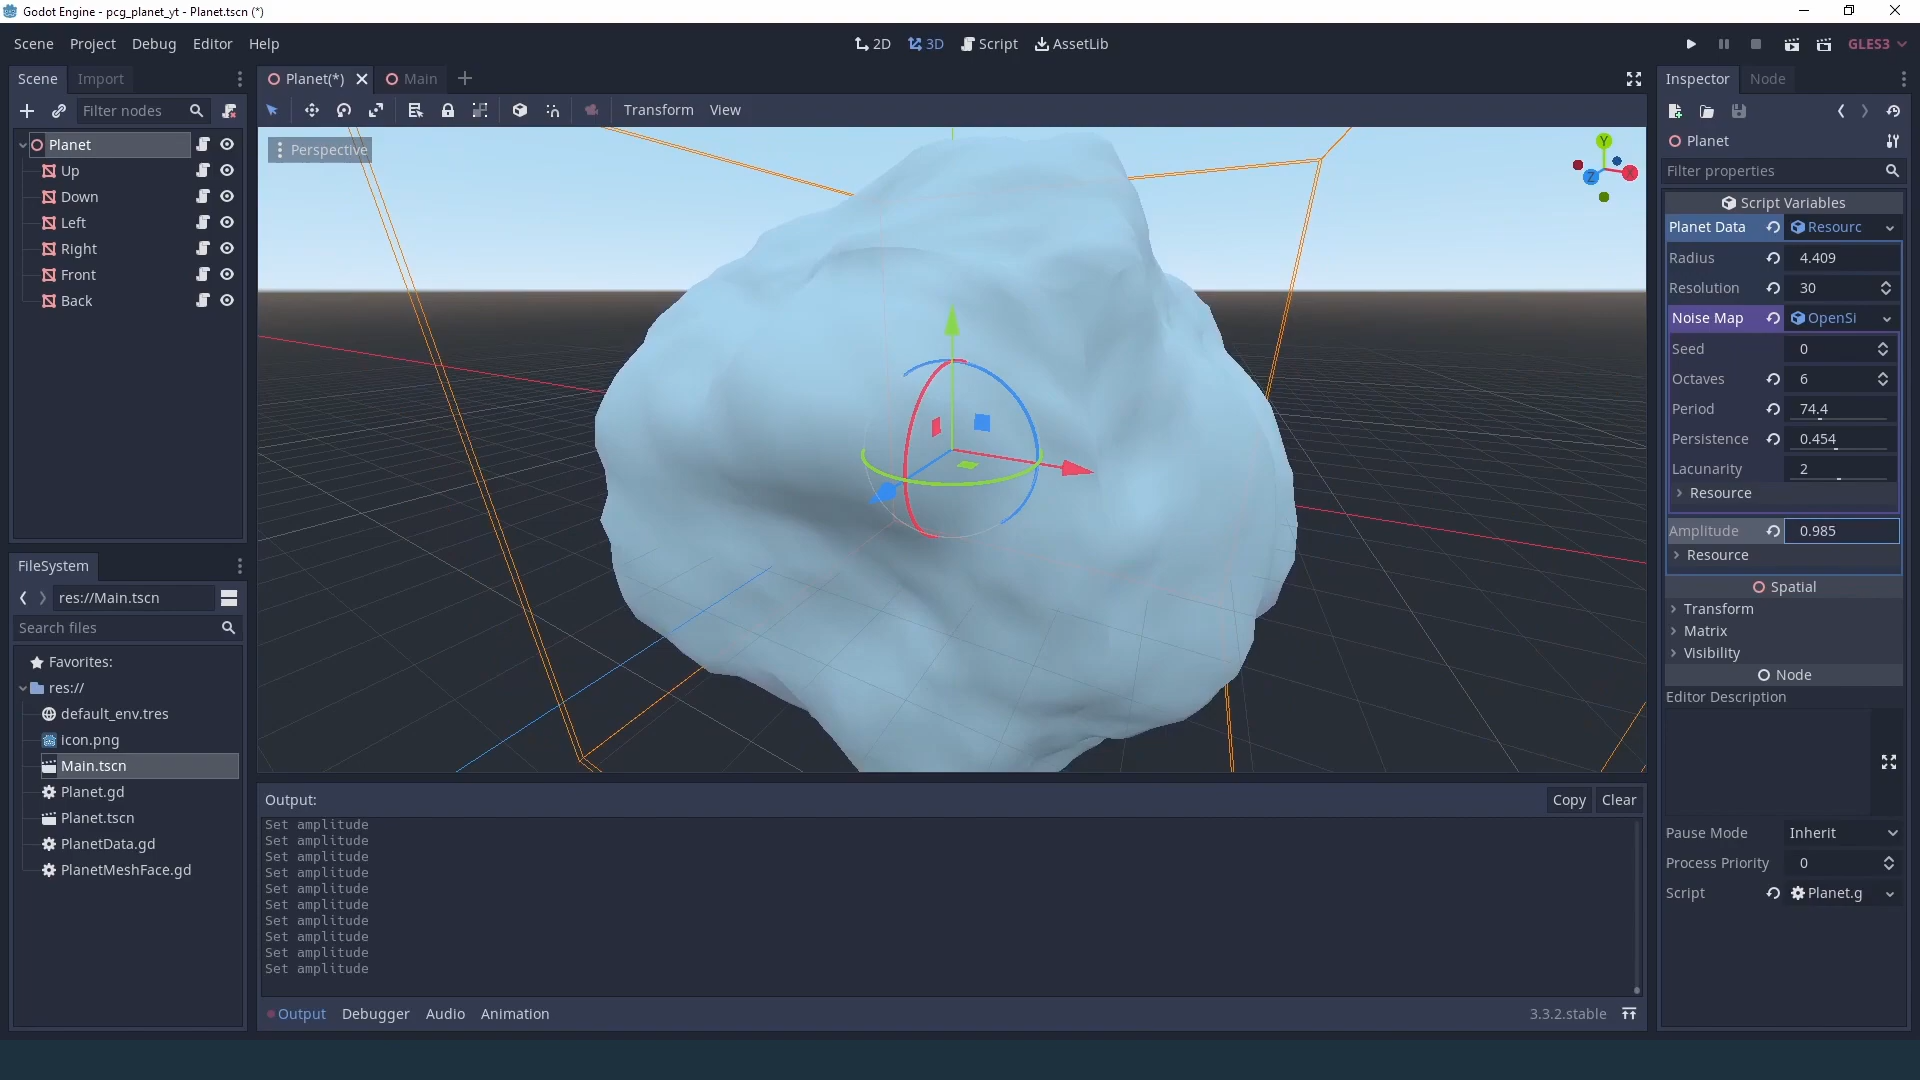 Godot Engine - pcg_planet_yt - Planet.tscn (*)
Scene Project Debug Editor Help
2D 3D Script AssetLib
GLES3
Scene Import
Filter nodes
Planet
Up
Down
Left
Right
Front
Back
FileSystem
res://Main.tscn
Search files
Favorites:
res://
default_env.tres
icon.png
Main.tscn
Planet.gd
Planet.tscn
PlanetData.gd
PlanetMeshFace.gd
Planet(*) Main
Transform View
Perspective
Y
X
Z
Output:
Copy Clear
Set amplitude
Set amplitude
Set amplitude
Set amplitude
Set amplitude
Set amplitude
Set amplitude
Set amplitude
Set amplitude
Set amplitude
Output Debugger Audio Animation
3.3.2.stable
Inspector Node
Planet
Filter properties
Script Variables
Planet Data Resourc
Radius 4.409
Resolution 30
Noise Map OpenSi
Seed 0
Octaves 6
Period 74.4
Persistence 0.454
Lacunarity 2
Resource
Amplitude 0.985
Resource
Spatial
Transform
Matrix
Visibility
Node
Editor Description
Pause Mode Inherit
Process Priority 0
Script Planet.g